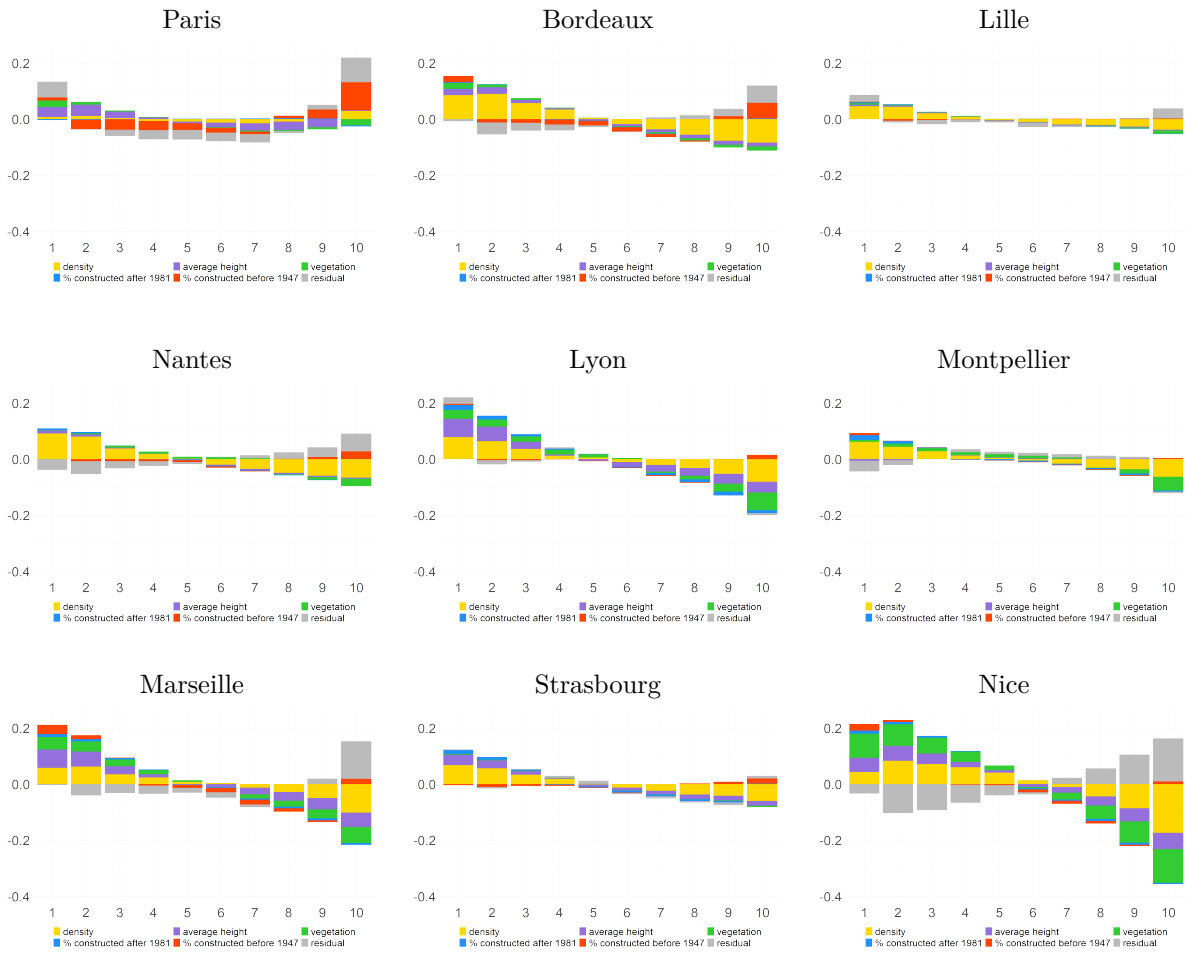 Paris Bordeaux Lille
0.2 0.2 0.2
0.0 0.0 0.0
-0.2 -0.2 -0.2
-0.4 -0.4 -0.4
1 2 3 4 5 6 7 8 9 10 1 2 3 4 5 6 7 8 9 10 1 2 3 4 5 6 7 8 9 10
density average height vegetation density average height vegetation density average height vegetation
% constructed after 1981 % constructed before 1947 residual % constructed after 1981 % constructed before 1947 residual % constructed after 1981 % constructed before 1947 residual
Nantes Lyon Montpellier
0.2 0.2 0.2
0.0 0.0 0.0
-0.2 -0.2 -0.2
-0.4 -0.4 -0.4
1 2 3 4 5 6 7 8 9 10 1 2 3 4 5 6 7 8 9 10 1 2 3 4 5 6 7 8 9 10
density average height vegetation density average height vegetation density average height vegetation
% constructed after 1981 % constructed before 1947 residual % constructed after 1981 % constructed before 1947 residual % constructed after 1981 % constructed before 1947 residual
Marseille Strasbourg Nice
0.2 0.2 0.2
0.0 0.0 0.0
-0.2 -0.2 -0.2
-0.4 -0.4 -0.4
1 2 3 4 5 6 7 8 9 10 1 2 3 4 5 6 7 8 9 10 1 2 3 4 5 6 7 8 9 10
density average height vegetation density average height vegetation density average height vegetation
% constructed after 1981 % constructed before 1947 residual % constructed after 1981 % constructed before 1947 residual % constructed after 1981 % constructed before 1947 residual